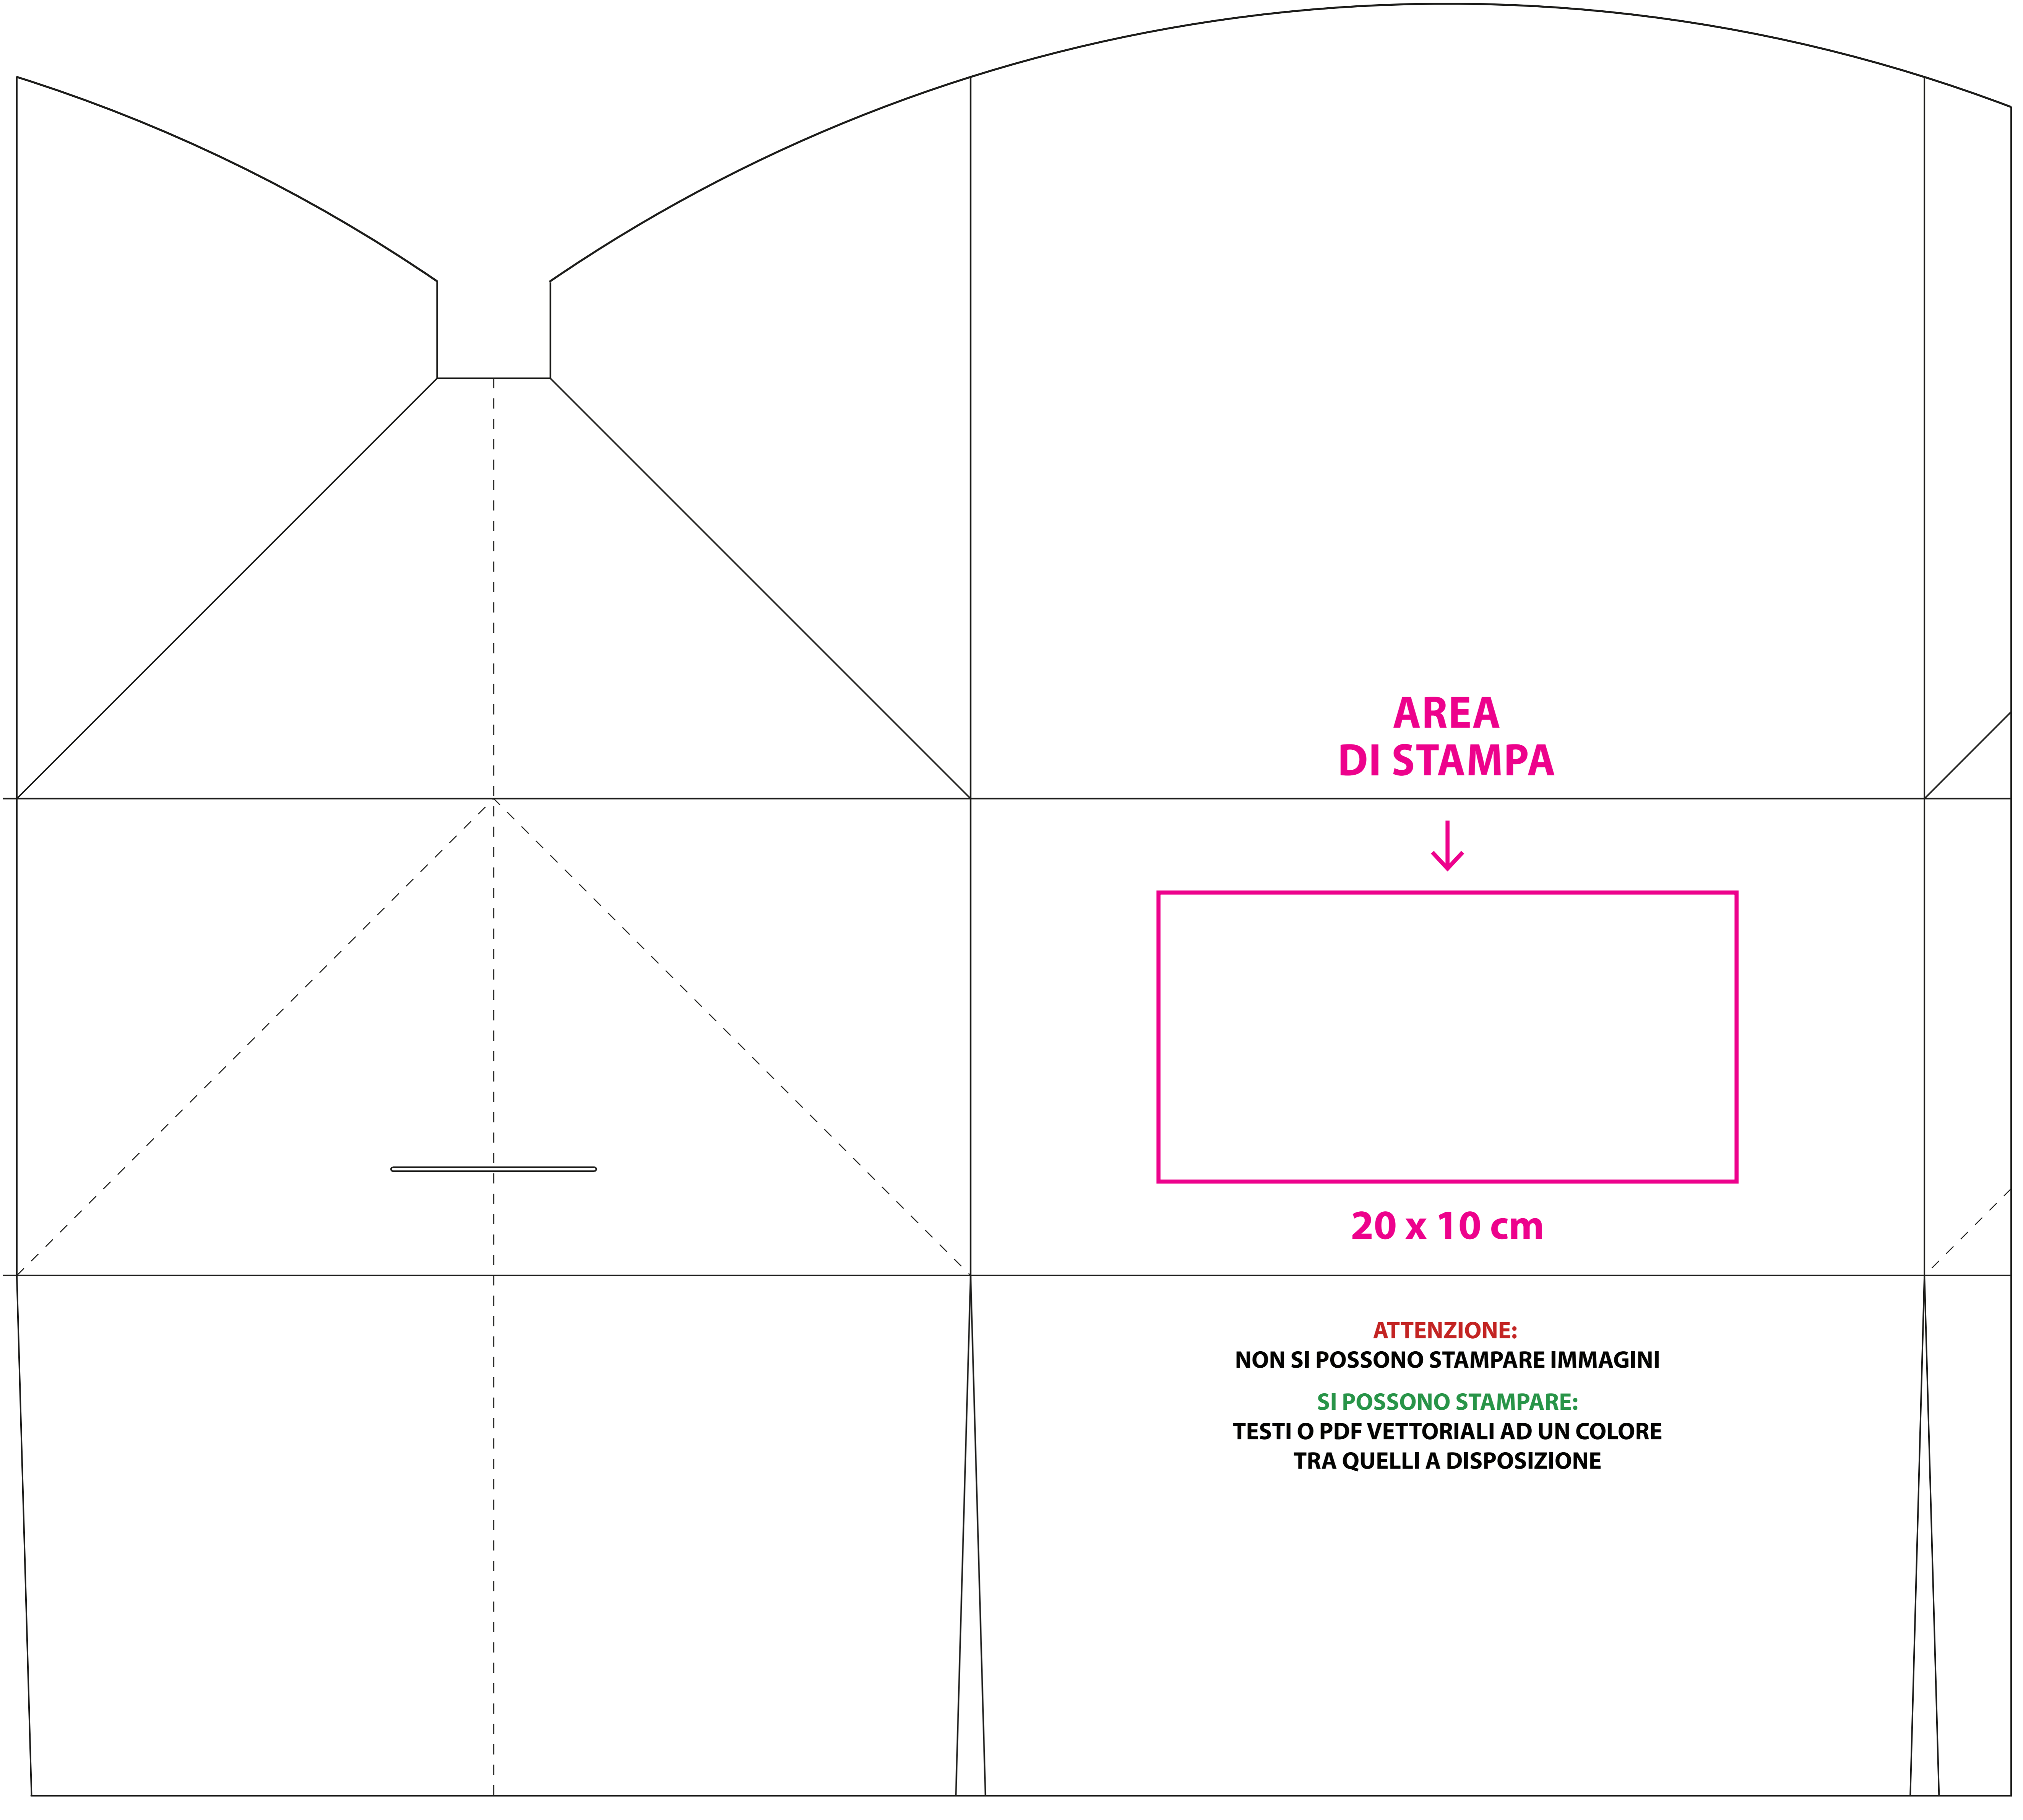 AREA
DI STAMPA
20 x 10 cm
ATTENZIONE:
NON SI POSSONO STAMPARE IMMAGINI
SI POSSONO STAMPARE:
TESTI O PDF VETTORIALI AD UN COLORE
TRA QUELLI A DISPOSIZIONE